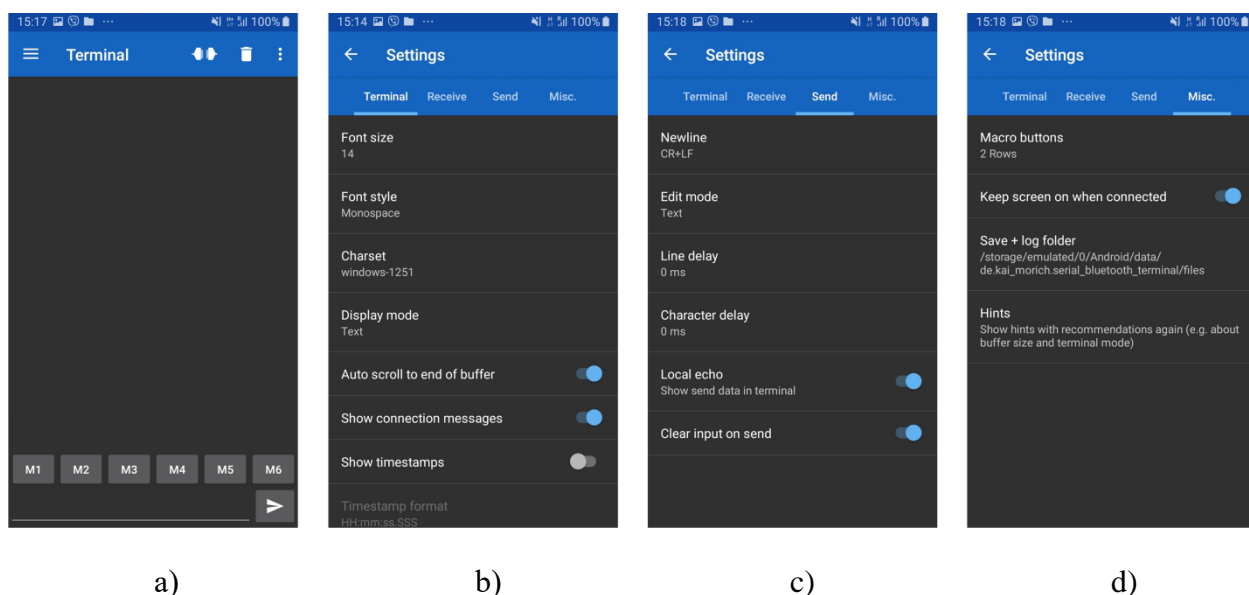 15:17 ... 100%
Terminal
M1 M2 M3 M4 M5 M6
a)
15:14 ... 100%
Settings
Terminal Receive Send Misc.
Font size
14
Font style
Monospace
Charset
windows-1251
Display mode
Text
Auto scroll to end of buffer
Show connection messages
Show timestamps
Timestamp format
HH:mm:ss.SSS
b)
15:18 ... 100%
Settings
Terminal Receive Send Misc.
Newline
CR+LF
Edit mode
Text
Line delay
0 ms
Character delay
0 ms
Local echo
Show send data in terminal
Clear input on send
c)
15:18 ... 100%
Settings
Terminal Receive Send Misc.
Macro buttons
2 Rows
Keep screen on when connected
Save + log folder
/storage/emulated/0/Android/data/
de.kai_morich.serial_bluetooth_terminal/files
Hints
Show hints with recommendations again (e.g. about
buffer size and terminal mode)
d)